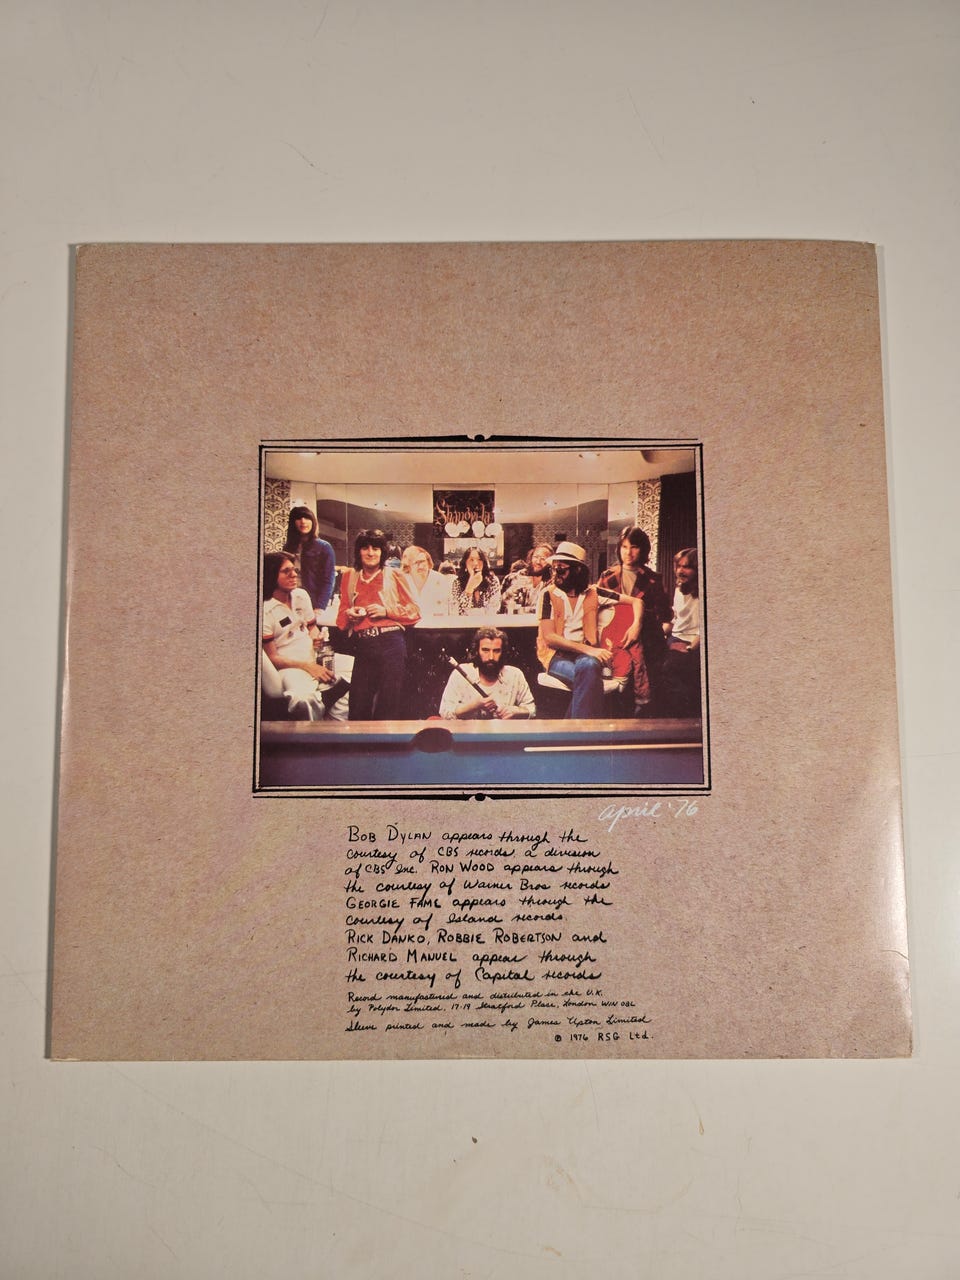 Shangri-la
april '76
BOB DYLAN appears through the
courtesy of CBS records, a division
of CBS Inc. RON WOOD appears through
the courtesy of Warner Bros records
GEORGIE FAME appears through the
courtesy of Island records.
RICK DANKO, ROBBIE ROBERTSON and
RICHARD MANUEL appear through
the courtesy of Capital records
Record manufactured and distributed in the U.K.
by Polydor Limited, 17-19 Stratford Place, London W1N 0BL
Sleeve printed and made by James Upton Limited
℗ 1976 RSG Ltd.